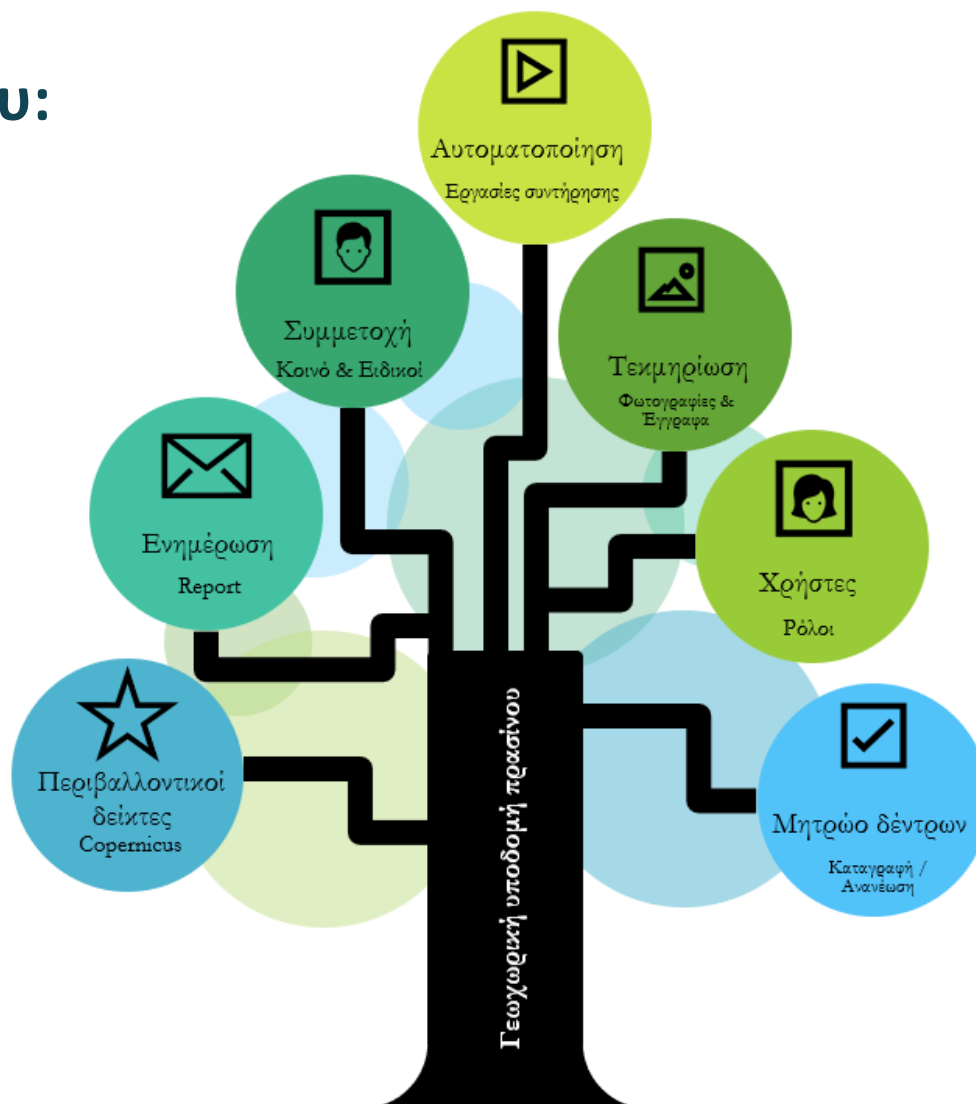 υ:
Αυτοματοποίηση
Εργασίες συντήρησης
Συμμετοχή
Κοινό & Ειδικοί
Τεκμηρίωση
Φωτογραφίες &
Έγγραφα
Ενημέρωση
Report
Χρήστες
Ρόλοι
Περιβαλλοντικοί
δείκτες
Copernicus
Μητρώο δέντρων
Καταγραφή /
Ανανέωση
Γεωχωρική υποδομή πρασίνου